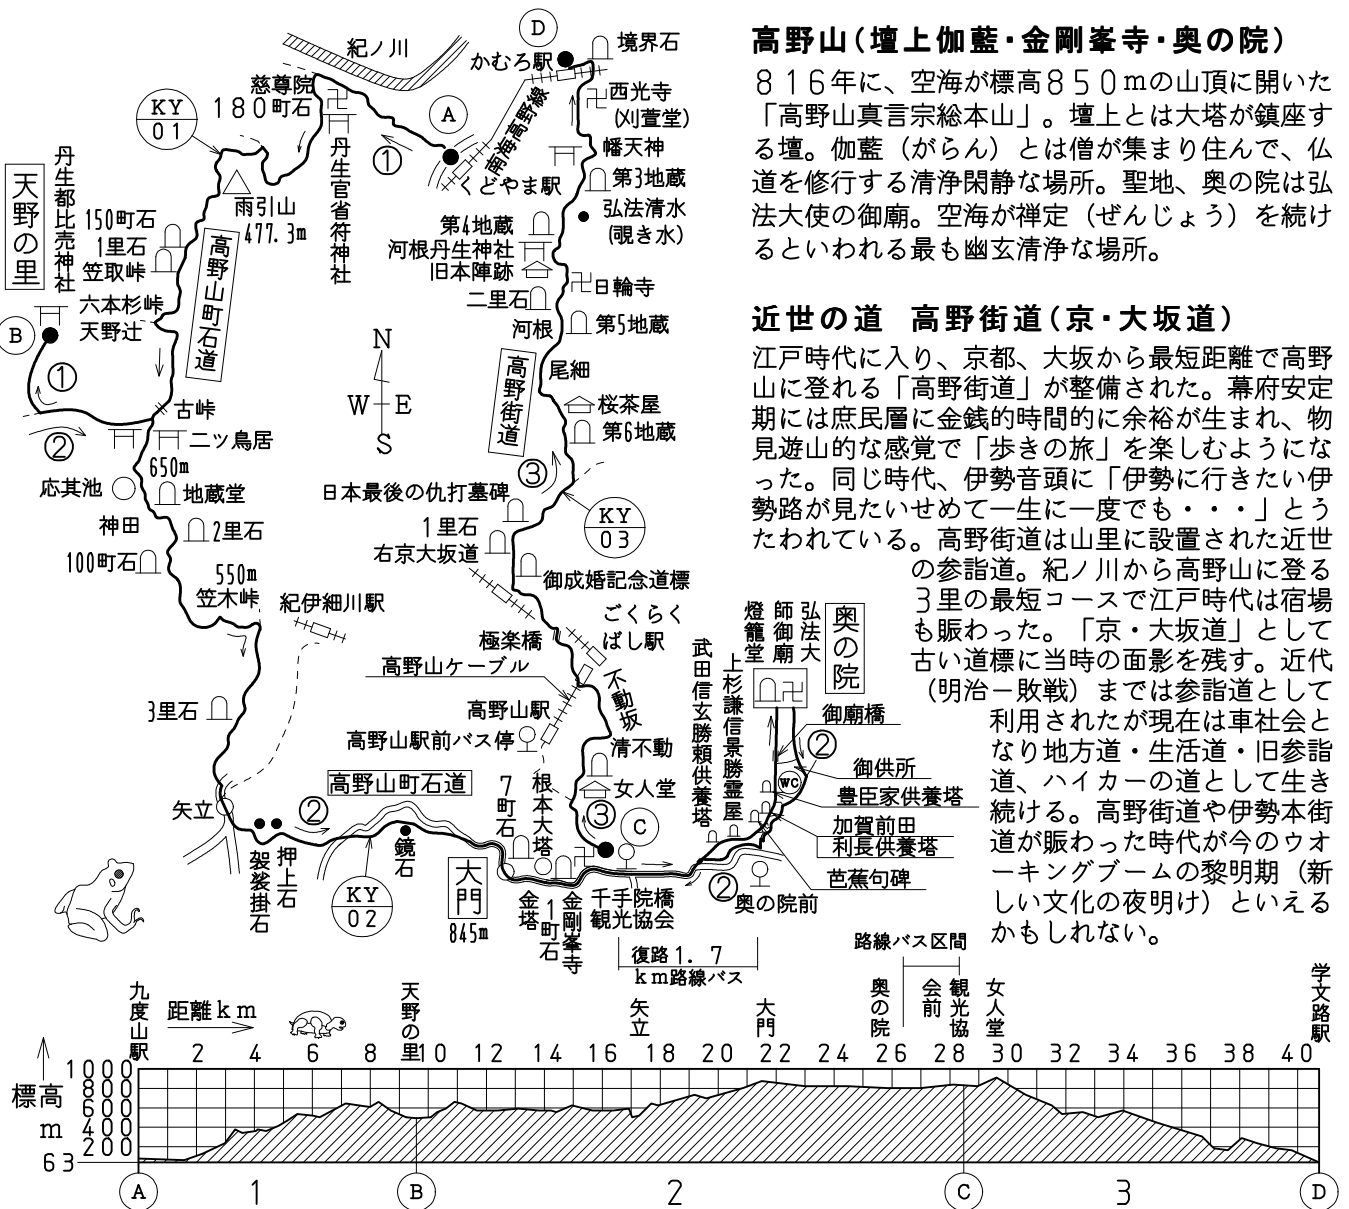 高野山(壇上伽藍・金剛峯寺・奥の院)
816年に、空海が標高850mの山頂に開いた
「高野山真言宗総本山」。壇上とは大塔が鎮座す
る壇。伽藍（がらん）とは僧が集まり住んで、仏
道を修行する清浄閑静な場所。聖地、奥の院は弘
法大使の御廟。空海が禅定（ぜんじょう）を続け
るといわれる最も幽玄清浄な場所。
近世の道 高野街道(京・大坂道)
江戸時代に入り、京都、大坂から最短距離で高野
山に登れる「高野街道」が整備された。幕府安定
期には庶民層に金銭的時間的に余裕が生まれ、物
見遊山的な感覚で「歩きの旅」を楽しむようにな
った。同じ時代、伊勢音頭に「伊勢に行きたい伊
勢路が見たいせめて一生に一度でも・・・」とう
たわれている。高野街道は山里に設置された近世
の参詣道。紀ノ川から高野山に登る
3里の最短コースで江戸時代は宿場
も賑わった。「京・大坂道」として
古い道標に当時の面影を残す。近代
（明治－敗戦）までは参詣道として
利用されたが現在は車社会と
なり地方道・生活道・旧参詣
道、ハイカーの道として生き
続ける。高野街道や伊勢本街
道が賑わった時代が今のウオ
ーキングブームの黎明期（新
しい文化の夜明け）といえる
かもしれない。
紀ノ川
慈尊院
180町石
KY
01
丹生官省符神社
①
A
くどやま駅
南海高野線
D
かむろ駅
境界石
西光寺
(刈萱堂)
幡天神
第3地蔵
弘法清水
(覗き水)
第4地蔵
河根丹生神社
旧本陣跡
二里石
日輪寺
河根
第5地蔵
尾細
高野街道
桜茶屋
第6地蔵
③
KY
03
日本最後の仇打墓碑
1里石
右京大坂道
御成婚記念道標
ごくらく
ばし駅
極楽橋
高野山ケーブル
不動坂
高野山駅
高野山駅前バス停
清不動
女人堂
③
C
丹生都比売神社
天野の里
雨引山
477.3m
150町石
1里石
笠取峠
高野山町石道
六本杉峠
天野辻
B
①
②
古峠
二ッ鳥居
650m
応其池
地蔵堂
神田
2里石
100町石
550m
笠木峠
紀伊細川駅
3里石
矢立
②
袈裟掛石
押上石
高野山町石道
KY
02
鏡石
大門
845m
7町石
根本大塔
金塔
1町石
金剛峯寺
千手院橋
観光協会
N
W E
S
武田信玄勝頼供養塔
上杉謙信景勝霊屋
燈籠堂
弘法大
師御廟
奥の院
御廟橋
②
御供所
WC
豊臣家供養塔
加賀前田
利長供養塔
芭蕉句碑
②
奥の院前
復路1.7
km路線バス
路線バス区間
九度山駅
距離km
天野の里
矢立
大門
奥の院
観光協
会前
女人堂
学文路駅
2 4 6 8 10 12 14 16 18 20 22 24 26 28 30 32 34 36 38 40
標高
m
1000
800
600
400
200
63
A 1 B 2 C 3 D